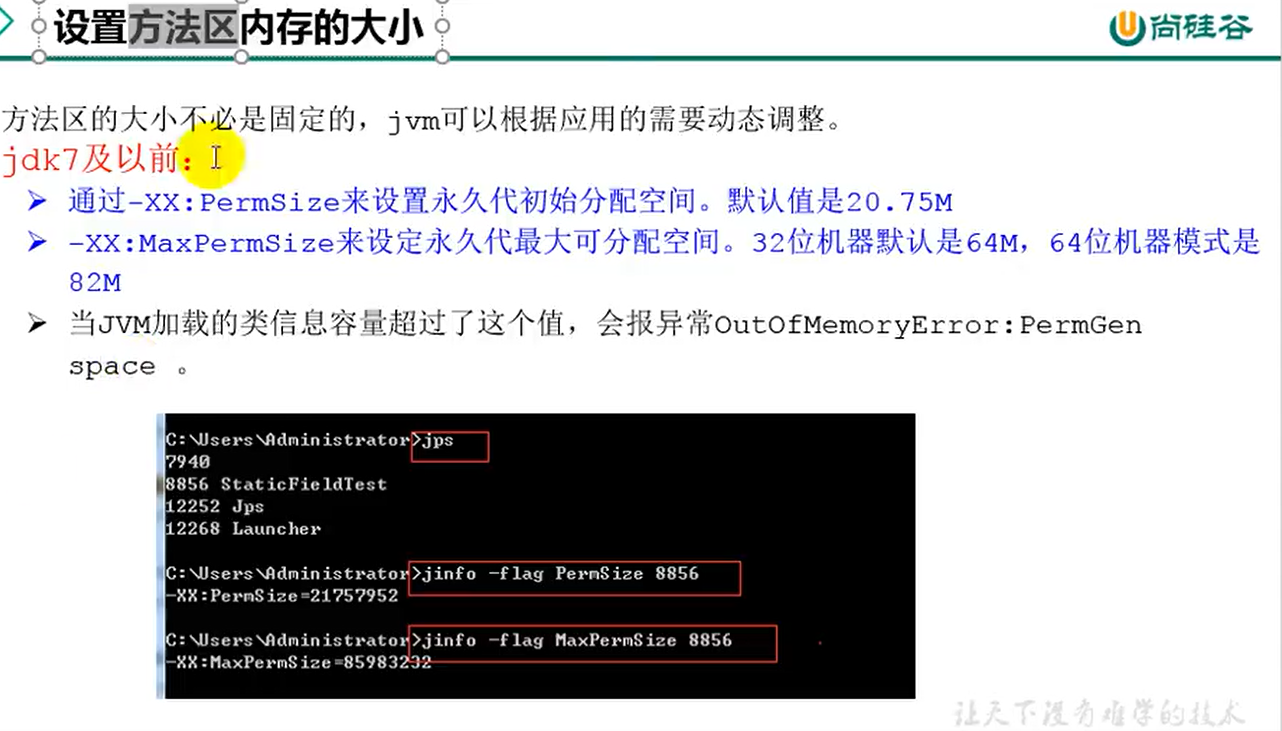 设置方法区内存的大小
尚硅谷
方法区的大小不必是固定的，jvm可以根据应用的需要动态调整。
jdk7及以前：
通过-XX:PermSize来设置永久代初始分配空间。默认值是20.75M
-XX:MaxPermSize来设定永久代最大可分配空间。32位机器默认是64M，64位机器模式是
82M
当JVM加载的类信息容量超过了这个值，会报异常OutOfMemoryError:PermGen
space 。
C:\Users\Administrator>jps
7940
8856 StaticFieldTest
12252 Jps
12268 Launcher
C:\Users\Administrator>jinfo -flag PermSize 8856
-XX:PermSize=21757952
C:\Users\Administrator>jinfo -flag MaxPermSize 8856
-XX:MaxPermSize=85983232
让天下没有难学的技术